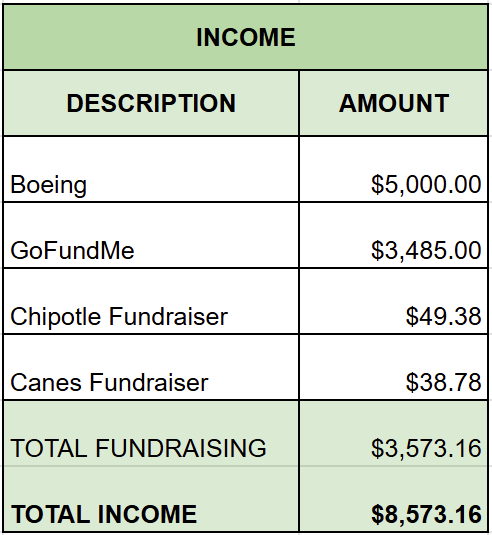 INCOME
DESCRIPTION AMOUNT
Boeing $5,000.00
GoFundMe $3,485.00
Chipotle Fundraiser $49.38
Canes Fundraiser $38.78
TOTAL FUNDRAISING $3,573.16
TOTAL INCOME $8,573.16